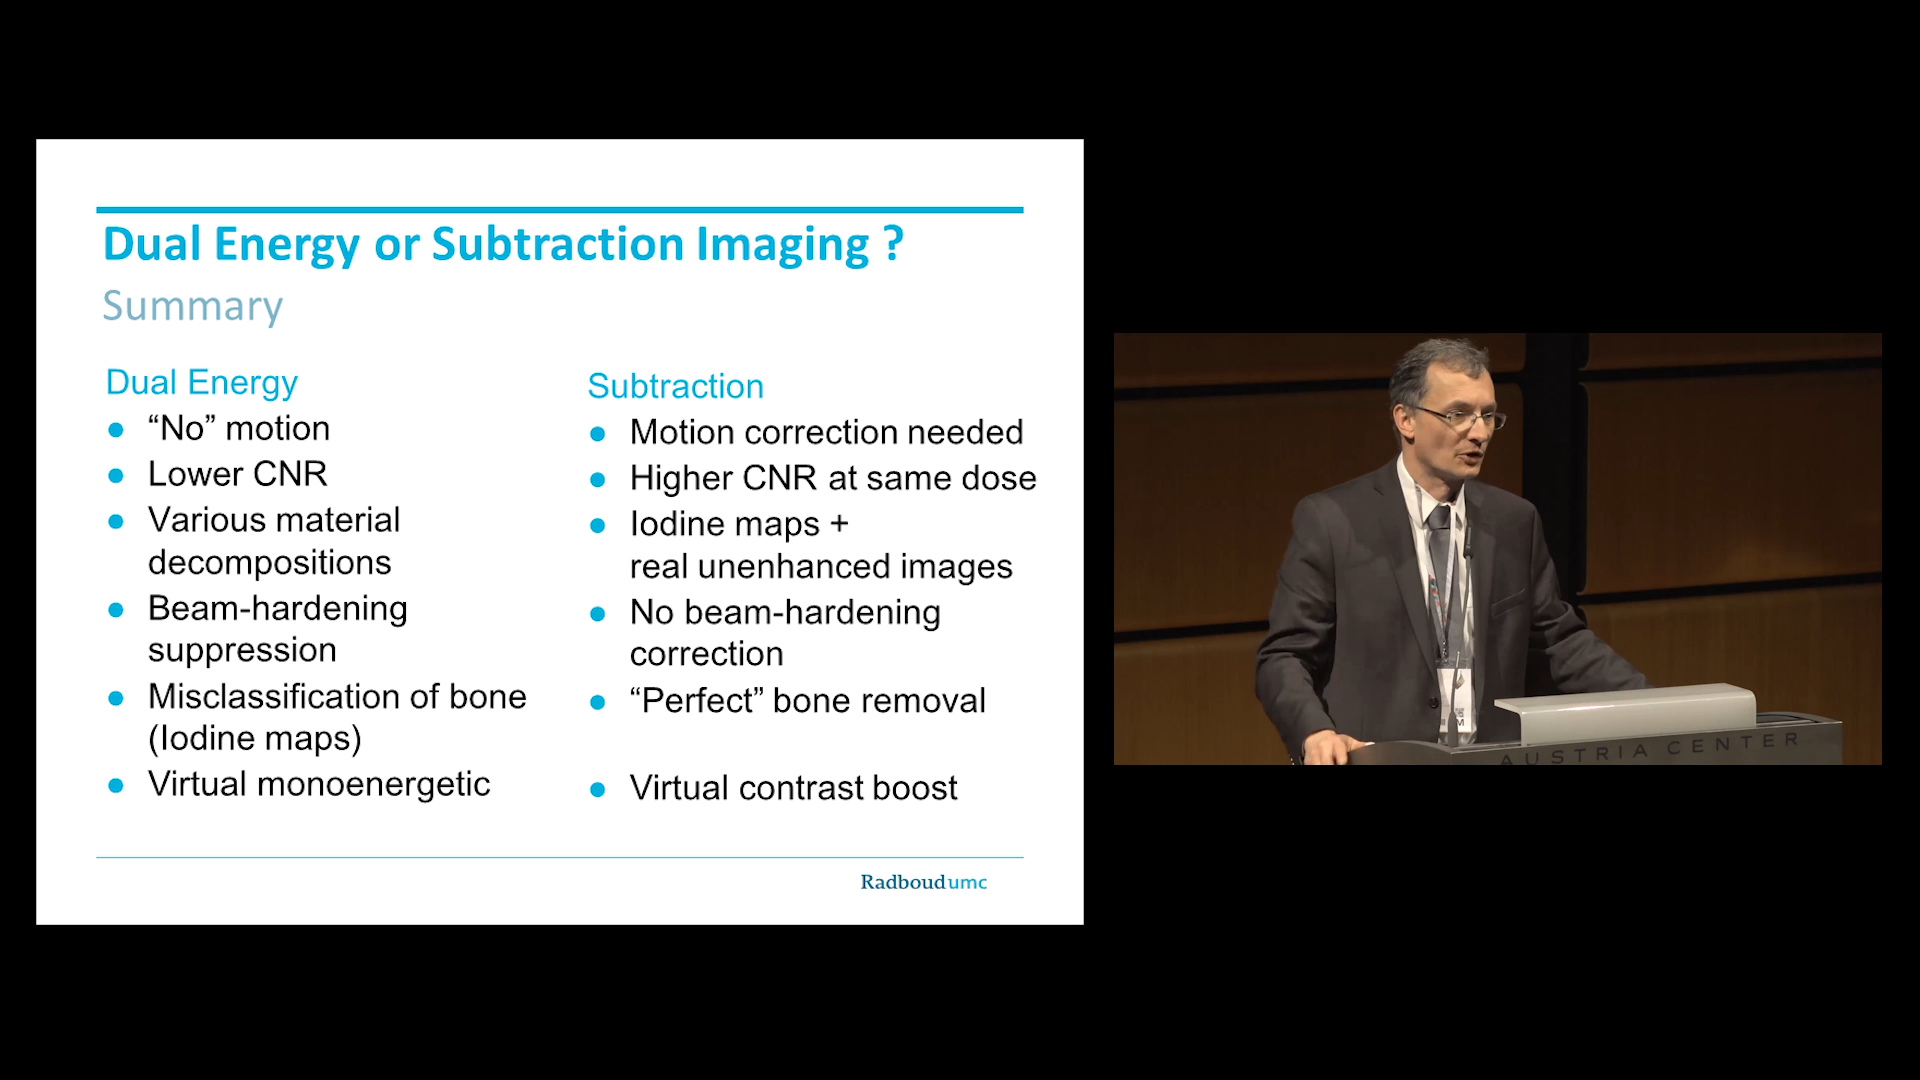 Dual Energy or Subtraction Imaging ?
Summary
Dual Energy
● “No” motion
● Lower CNR
● Various material
decompositions
● Beam-hardening
suppression
● Misclassification of bone
(Iodine maps)
● Virtual monoenergetic
Subtraction
● Motion correction needed
● Higher CNR at same dose
● Iodine maps +
real unenhanced images
● No beam-hardening
correction
● “Perfect” bone removal
● Virtual contrast boost
Radboudumc
AUSTRIA CENTER